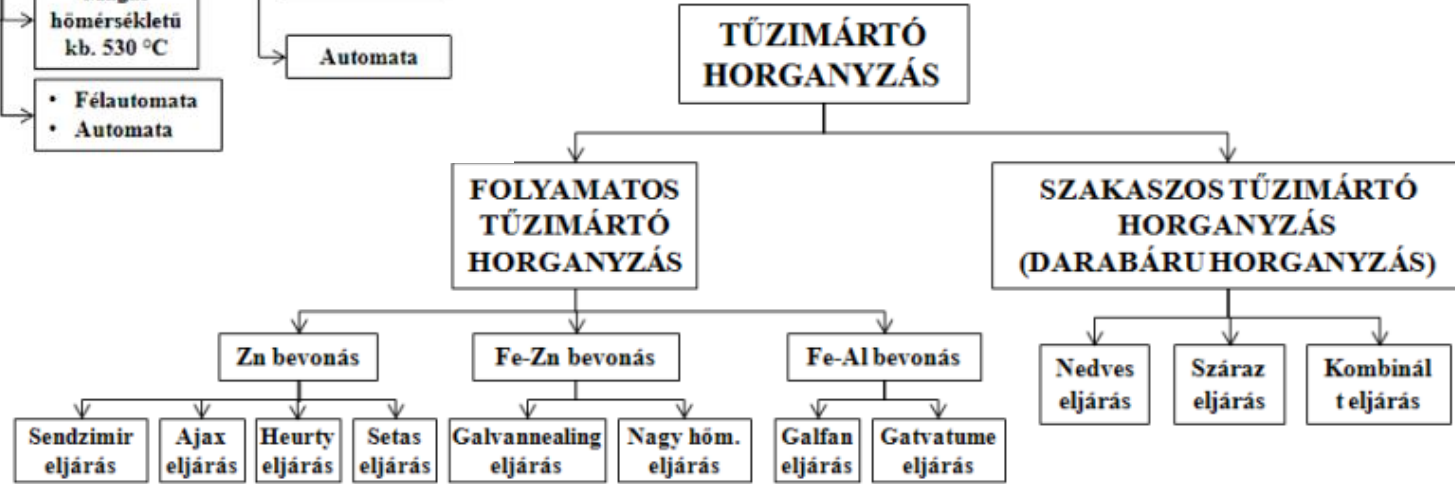 hőmérsékletű
kb. 530 °C
• Félautomata
• Automata
Automata
TŰZIMÁRTÓ
HORGANYZÁS
FOLYAMATOS
TŰZIMÁRTÓ
HORGANYZÁS
SZAKASZOS TŰZIMÁRTÓ
HORGANYZÁS
(DARABÁRU HORGANYZÁS)
Zn bevonás
Fe-Zn bevonás
Fe-Al bevonás
Nedves
eljárás
Száraz
eljárás
Kombinál
t eljárás
Sendzimir
eljárás
Ajax
eljárás
Heurty
eljárás
Setas
eljárás
Galvannealing
eljárás
Nagy hőm.
eljárás
Galfan
eljárás
Gatvatume
eljárás